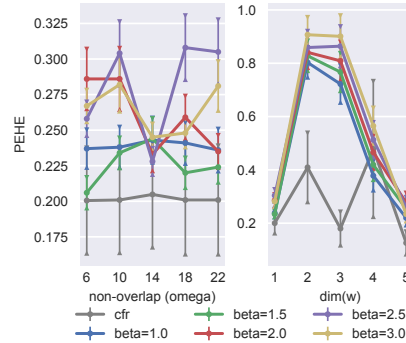 0.325
0.300
0.275
0.250
0.225
0.200
0.175
PEHE
6 10 14 18 22
non-overlap (omega)
1.0
0.8
0.6
0.4
0.2
1 2 3 4 5
dim(w)
cfr beta=1.5 beta=2.5
beta=1.0 beta=2.0 beta=3.0